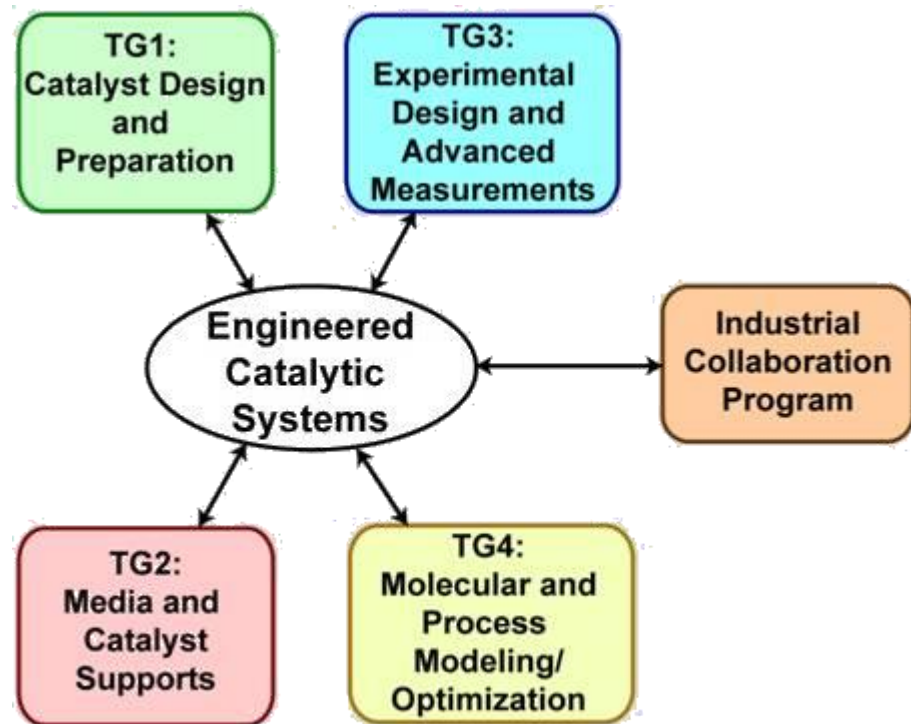 TG1:
Catalyst Design
and
Preparation
TG3:
Experimental
Design and
Advanced
Measurements
Engineered
Catalytic
Systems
Industrial
Collaboration
Program
TG2:
Media and
Catalyst
Supports
TG4:
Molecular and
Process
Modeling/
Optimization